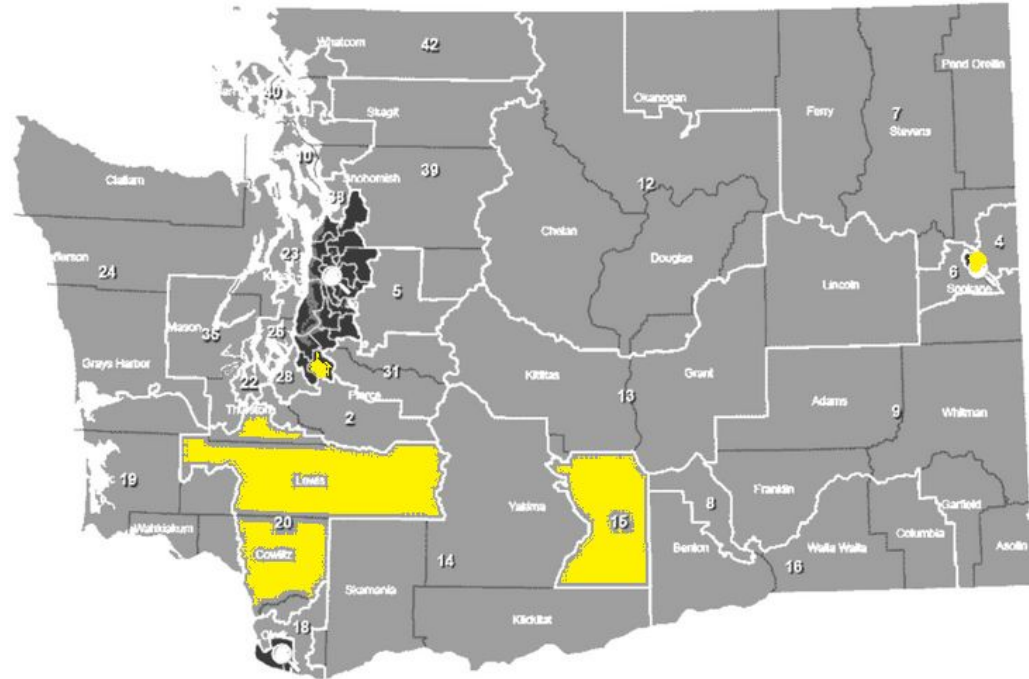 Whatcom
42
Pend Oreille
40
Okanogan
Skagit
Ferry
7
Stevens
10
Snohomish
39
38
12
Clallam
Chelan
4
23
Douglas
6
24
Lincoln
Spokane
5
Mason
26
35
Grays Harbor
22
28
31
Kittitas
Grant
Pierce
13
Adams
9
Whitman
Thurston
2
19
Lewis
Franklin
8
Yakima
Garfield
20
15
Wahkiakum
Columbia
Cowlitz
14
Benton
Walla Walla
Asotin
16
Skamania
18
Klickitat